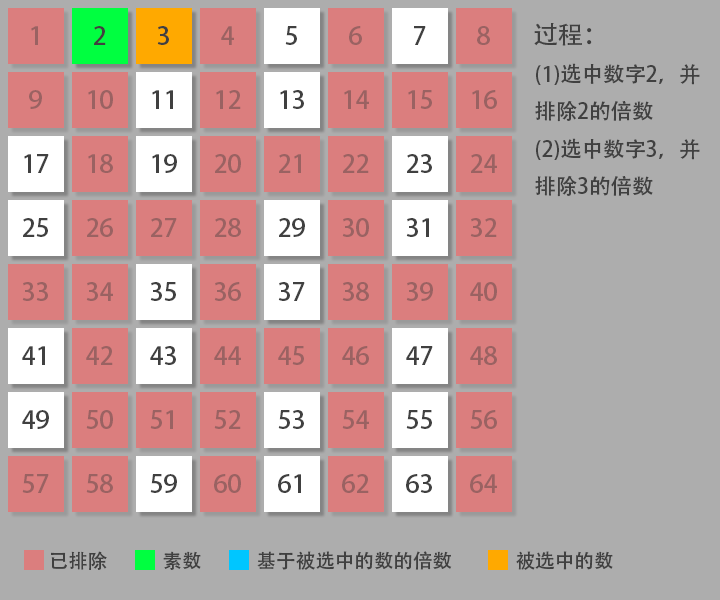 1 2 3 4 5 6 7 8
9 10 11 12 13 14 15 16
17 18 19 20 21 22 23 24
25 26 27 28 29 30 31 32
33 34 35 36 37 38 39 40
41 42 43 44 45 46 47 48
49 50 51 52 53 54 55 56
57 58 59 60 61 62 63 64
过程：
(1)选中数字2，并
排除2的倍数
(2)选中数字3，并
排除3的倍数
已排除 素数 基于被选中的数的倍数 被选中的数